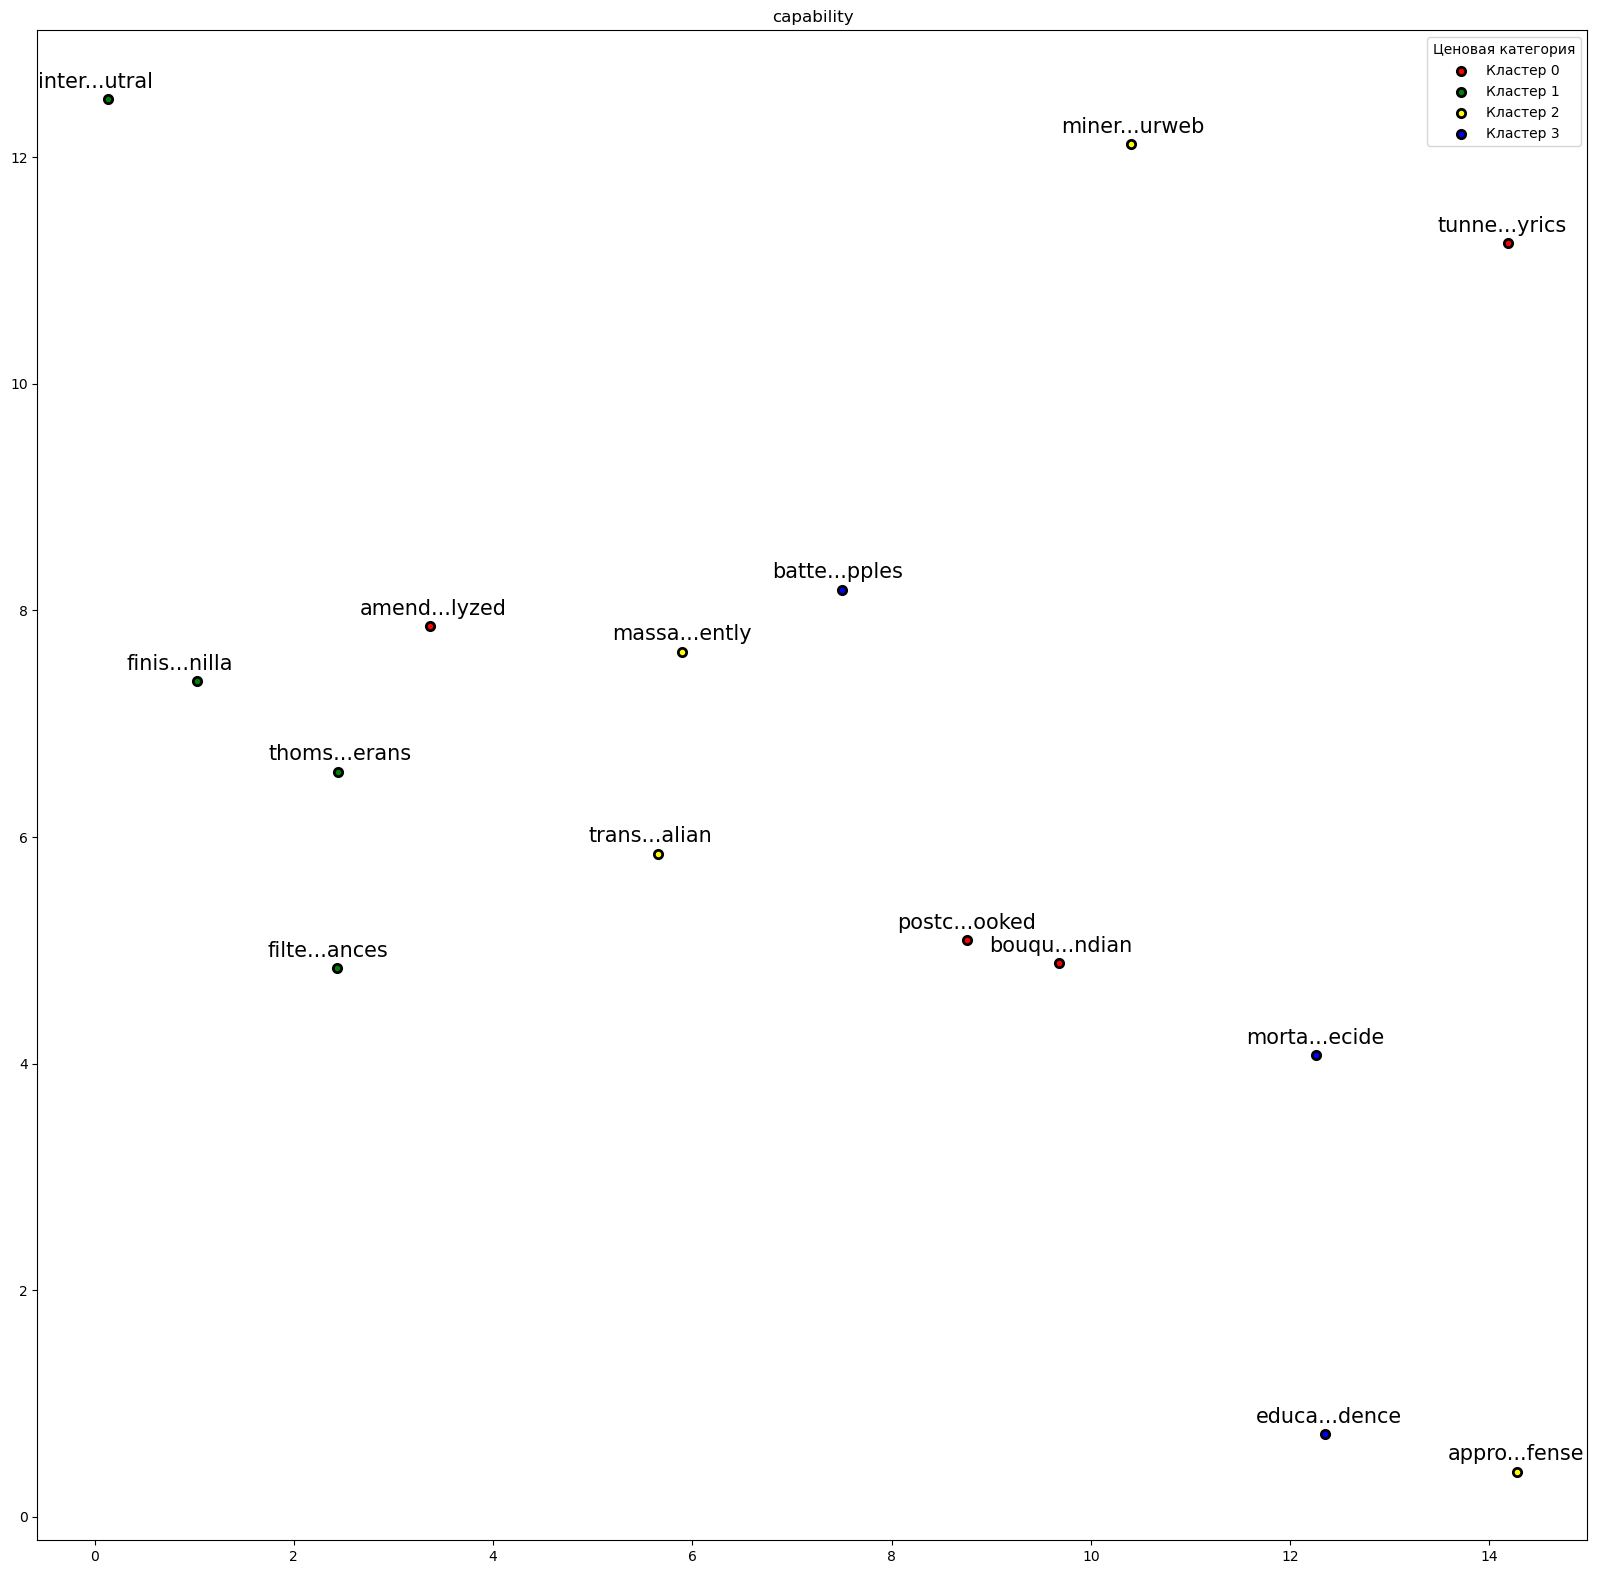 capability
Ценовая категория
Кластер 0
Кластер 1
Кластер 2
Кластер 3
inter...utral
miner...urweb
tunne...yrics
batte...pples
amend...lyzed
massa...ently
finis...nilla
thoms...erans
trans...alian
postc...ooked
bouqu...ndian
filte...ances
morta...ecide
educa...dence
appro...fense
12
10
8
6
4
2
0
0 2 4 6 8 10 12 14